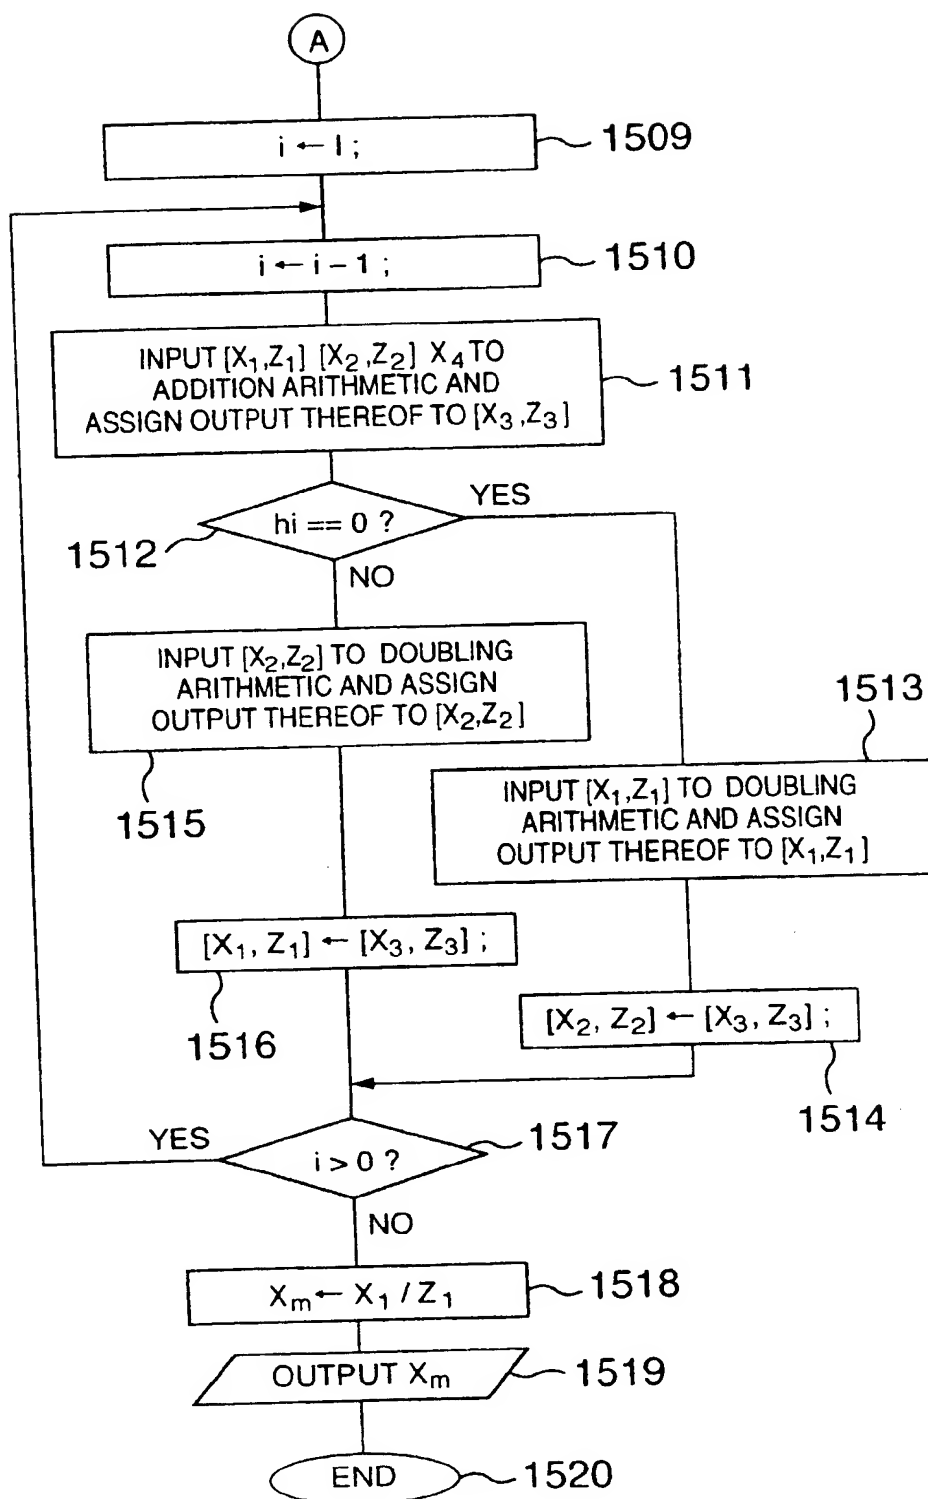 A
i ← l ;
1509
i ← i – 1 ;
1510
INPUT [X₁,Z₁] [X₂,Z₂] X₄ TO
ADDITION ARITHMETIC AND
ASSIGN OUTPUT THEREOF TO [X₃,Z₃]
1511
hi == 0 ?
YES
1512
NO
INPUT [X₂,Z₂] TO DOUBLING
ARITHMETIC AND ASSIGN
OUTPUT THEREOF TO [X₂,Z₂]
1515
1513
INPUT [X₁,Z₁] TO DOUBLING
ARITHMETIC AND ASSIGN
OUTPUT THEREOF TO [X₁,Z₁]
[X₁, Z₁] ← [X₃, Z₃] ;
1516
[X₂, Z₂] ← [X₃, Z₃] ;
1514
YES
i > 0 ?
1517
NO
Xₘ ← X₁ / Z₁
1518
OUTPUT Xₘ
1519
END
1520